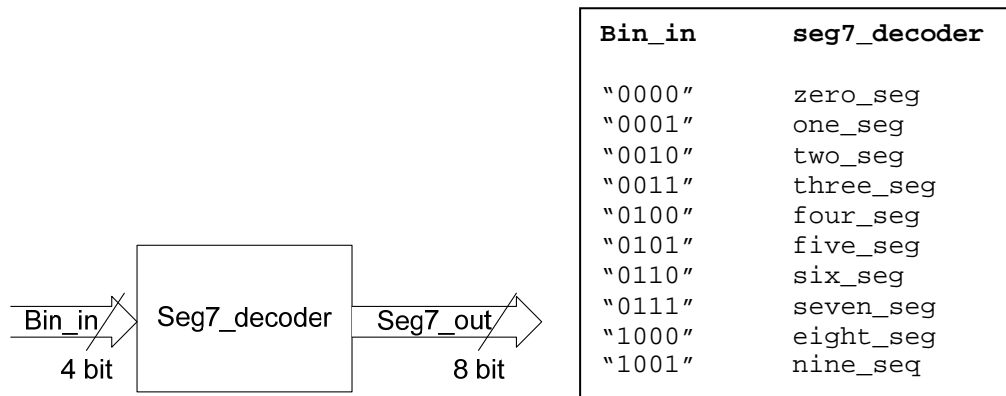 Bin_in seg7_decoder
“0000” zero_seg
“0001” one_seg
“0010” two_seg
“0011” three_seg
“0100” four_seg
“0101” five_seg
“0110” six_seg
“0111” seven_seg
“1000” eight_seg
“1001” nine_seq
Bin_in Seg7_decoder Seg7_out
4 bit 8 bit